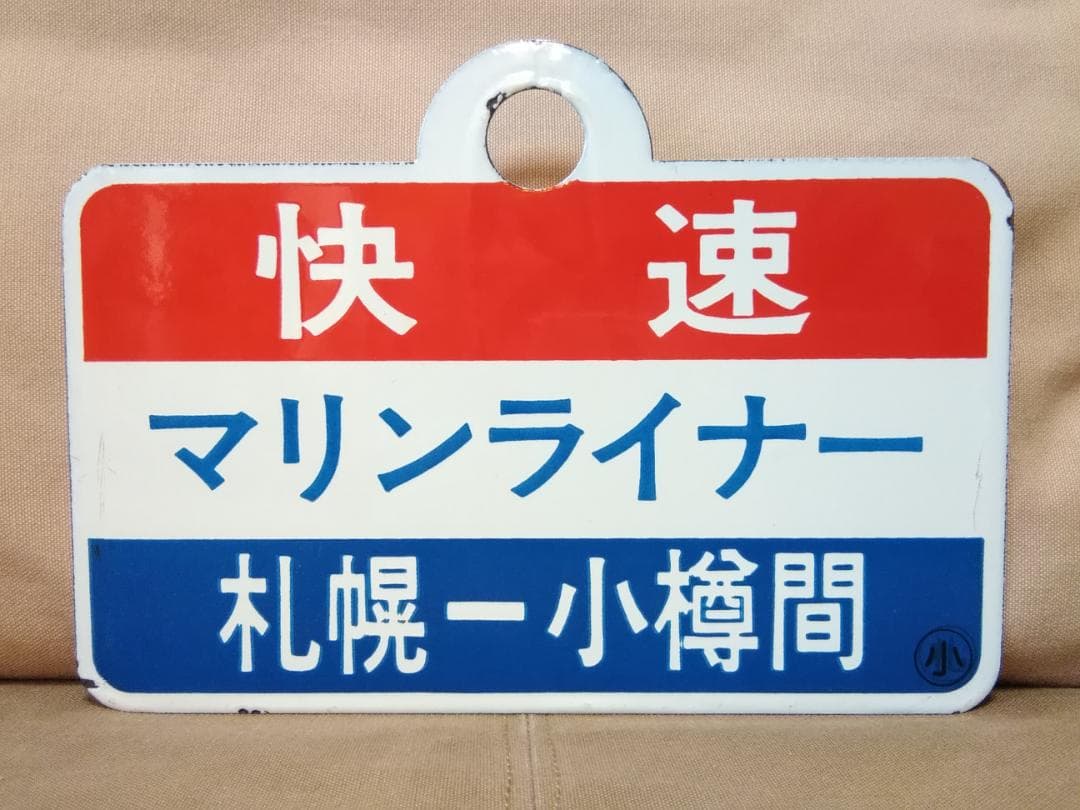 快速
マリンライナー
札幌ー小樽間
小